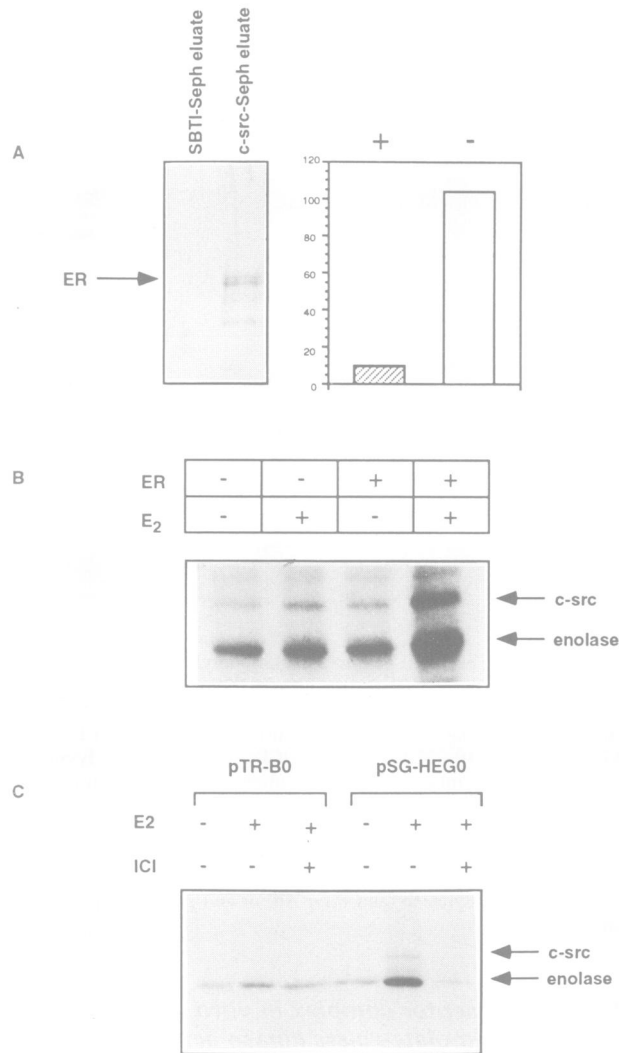 A
SBTI-Seph eluate
c-src-Seph eluate
ER
+ -
120
100
80
60
40
20
0
B
ER - - + +
E2 - + - +
c-src
enolase
C
pTR-B0 pSG-HEG0
E2 - + + - + +
ICI - - + - - +
c-src
enolase